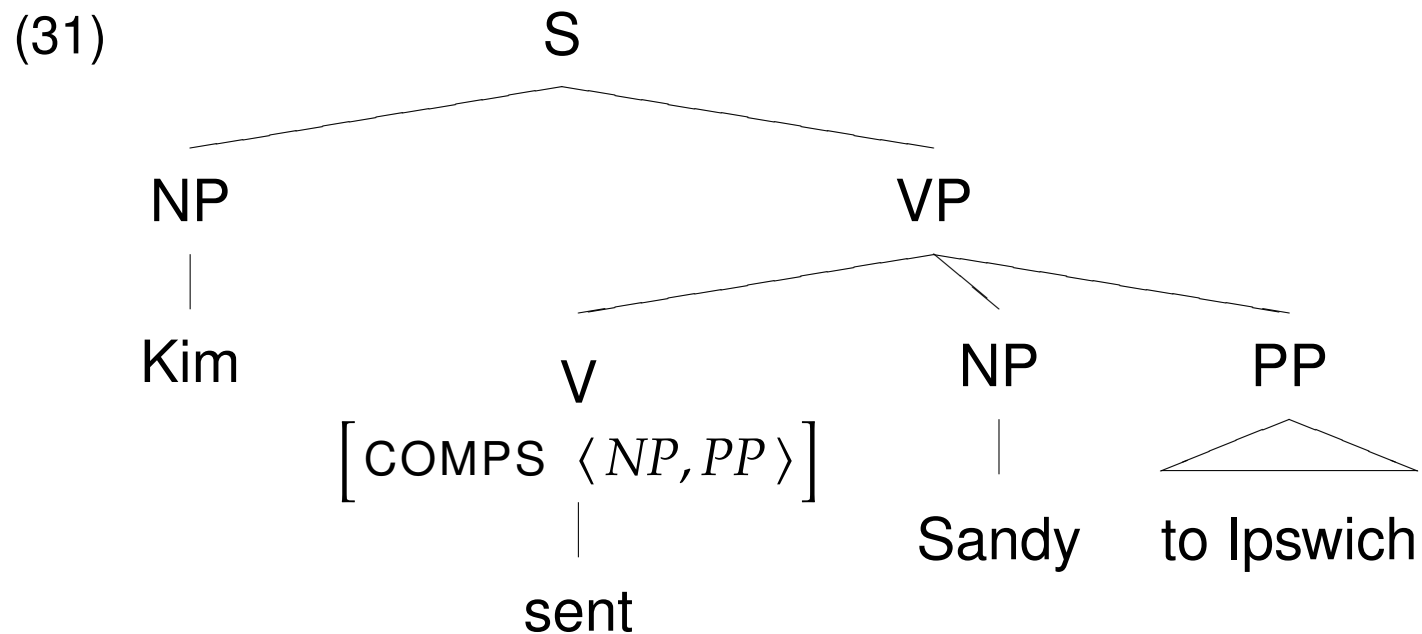 (31) S
NP VP
Kim V NP PP
[COMPS ⟨NP, PP⟩]
Sandy to Ipswich
sent